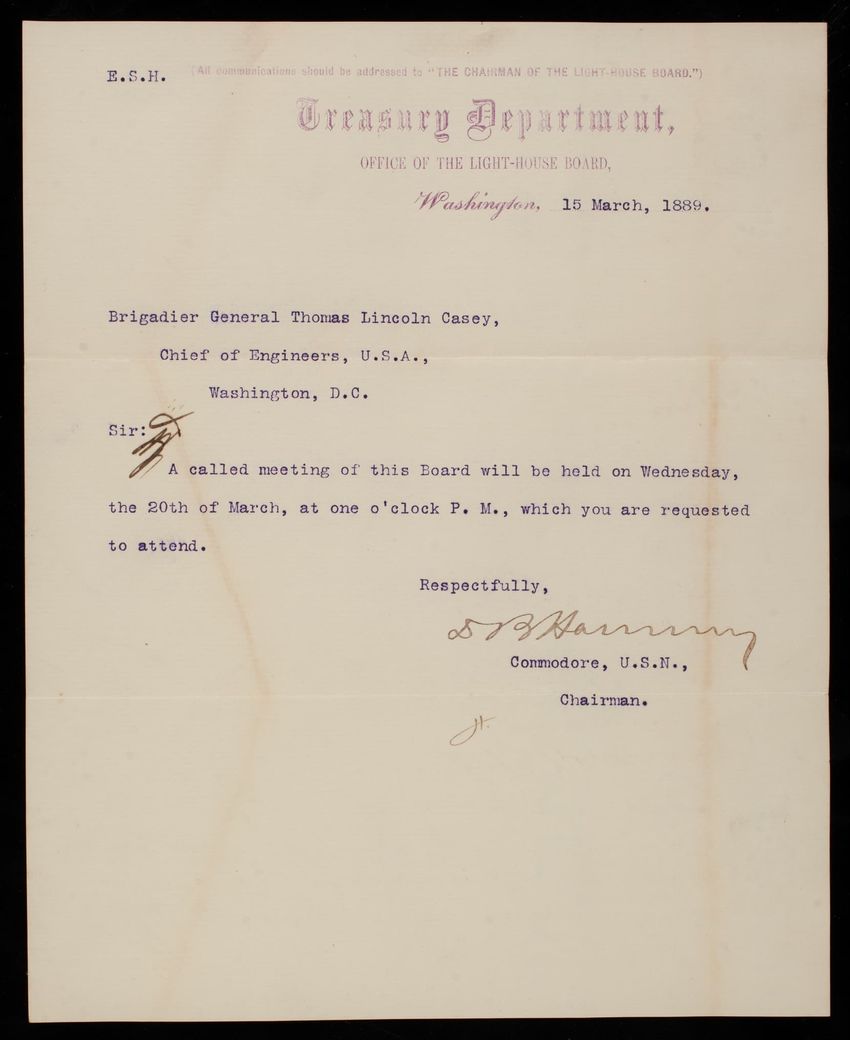 E.S.H. (All communications should be addressed to "THE CHAIRMAN OF THE LIGHT-HOUSE BOARD.")
Treasury Department,
OFFICE OF THE LIGHT-HOUSE BOARD,
Washington, 15 March, 1889.
Brigadier General Thomas Lincoln Casey,
Chief of Engineers, U.S.A.,
Washington, D.C.
Sir:
A called meeting of this Board will be held on Wednesday,
the 20th of March, at one o'clock P. M., which you are requested
to attend.
Respectfully,
D B Harmony
Commodore, U.S.N.,
Chairman.